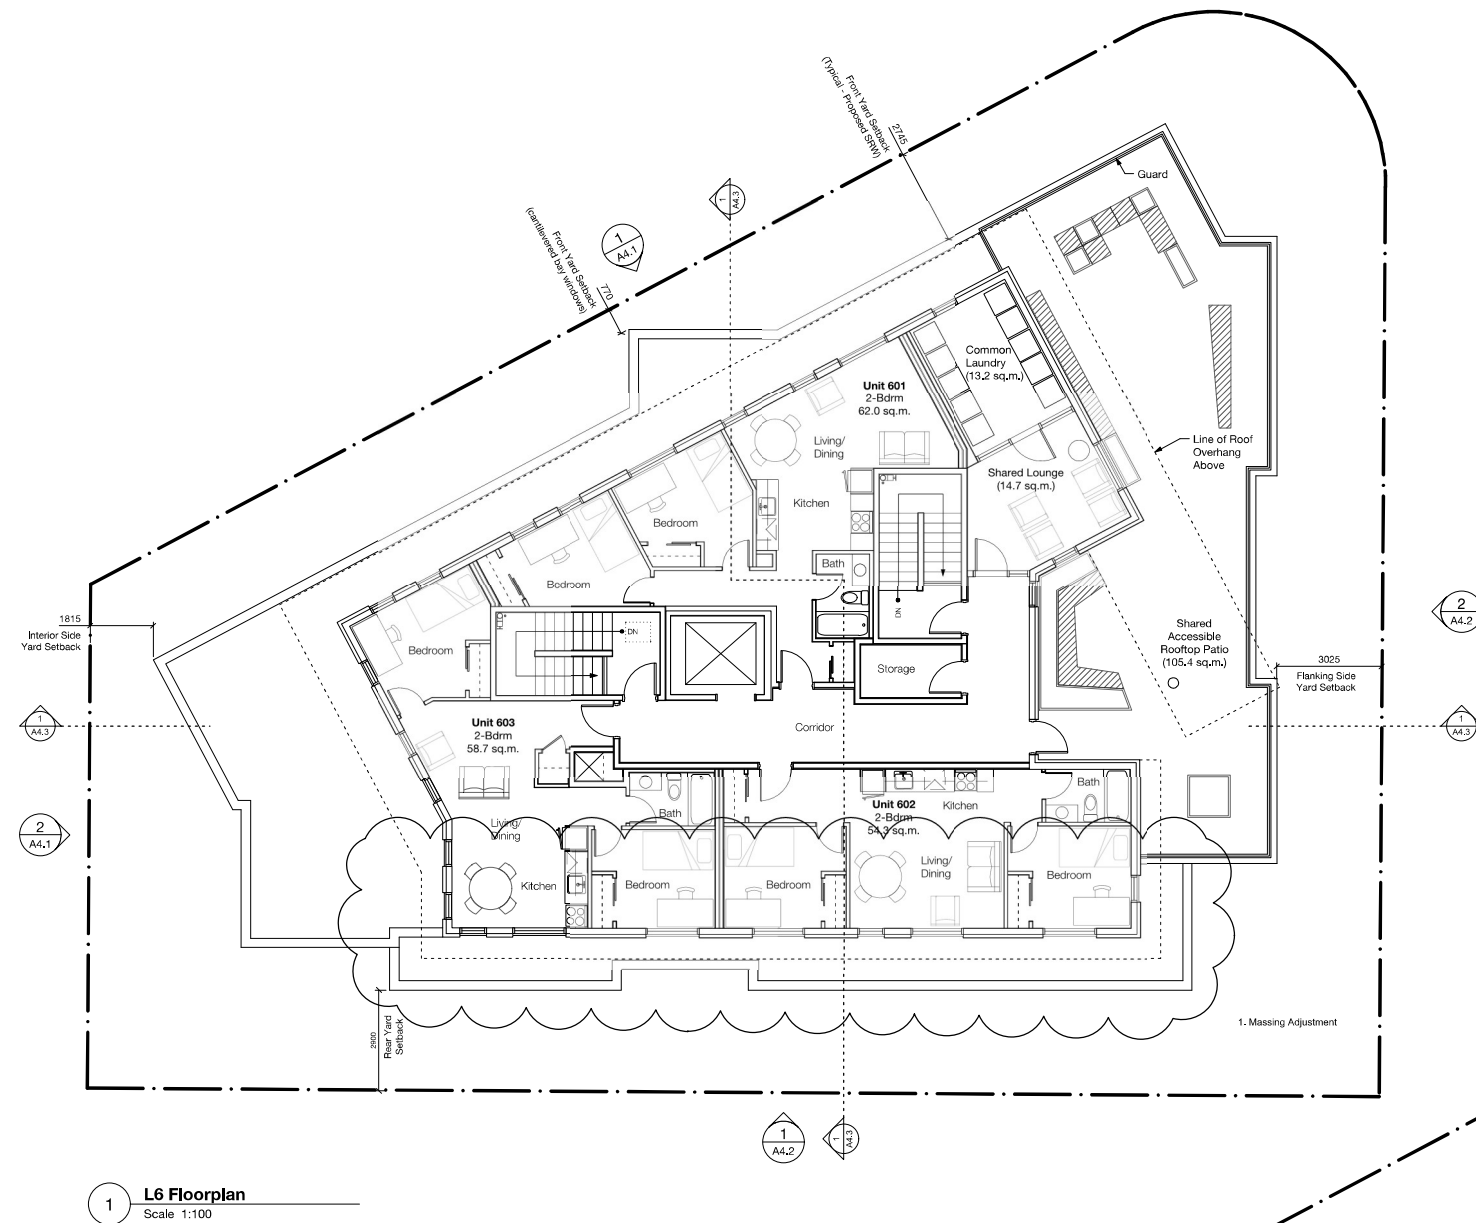 Front Yard Setback
(Typical - Proposed SRW)
2745
Guard
1
A4.3
Front Yard Setback
(cantilevered bay windows)
770
1
A4.1
Common
Laundry
(13.2 sq.m.)
Unit 601
2-Bdrm
62.0 sq.m.
Living/
Dining
Line of Roof
Overhang
Above
Shared Lounge
(14.7 sq.m.)
Kitchen
Bedroom
Bath
Bedroom
1815
Interior Side
Yard Setback
2
A4.2
DN
DN
Shared
Accessible
Rooftop Patio
(105.4 sq.m.)
Bedroom
Storage
3025
Flanking Side
Yard Setback
1
A4.3
Unit 603
2-Bdrm
58.7 sq.m.
Corridor
1
A4.3
Bath
Unit 602
2-Bdrm
54.3 sq.m.
Kitchen
Bath
2
A4.1
Living/
Dining
Kitchen
Bedroom
Bedroom
Living/
Dining
Bedroom
2900
Rear Yard
Setback
1. Massing Adjustment
1
A4.2
1
A4.3
1
L6 Floorplan
Scale 1:100